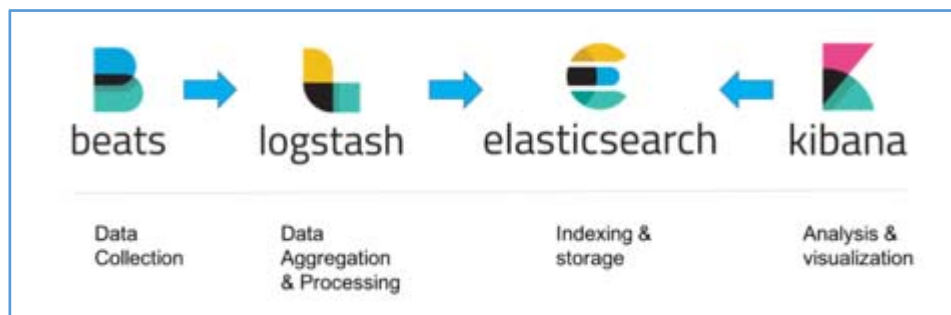 beats
logstash
elasticsearch
kibana
Data
Collection
Data
Aggregation
& Processing
Indexing &
storage
Analysis &
visualization